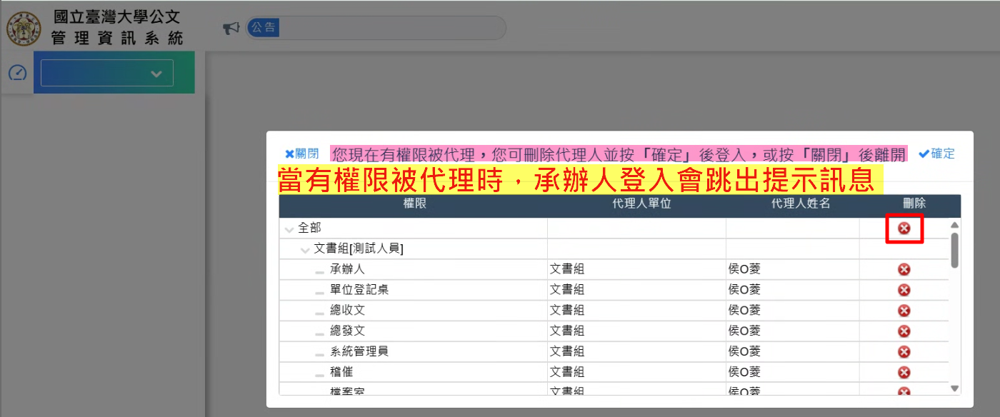 國立臺灣大學公文
管理資訊系統
公告
關閉 您現在有權限被代理，您可刪除代理人並按「確定」後登入，或按「關閉」後離開 確定
當有權限被代理時，承辦人登入會跳出提示訊息
權限 代理人單位 代理人姓名 刪除
全部
文書組[測試人員]
承辦人 文書組 侯O菱
單位登記桌 文書組 侯O菱
總收文 文書組 侯O菱
總發文 文書組 侯O菱
系統管理員 文書組 侯O菱
稽催 文書組 侯O菱
檔案室 文書組 侯O菱